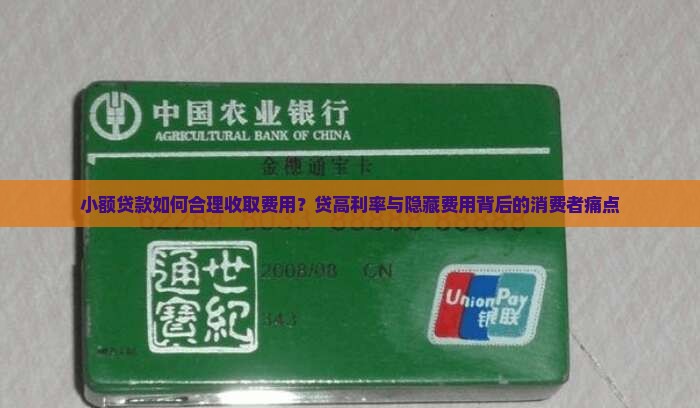 中国农业银行
AGRICULTURAL BANK OF CHINA
金穗通宝卡
小额贷款如何合理收取费用？贷高利率与隐藏费用背后的消费者痛点
2008/08 CN
世紀
通寶
343
UnionPay
银联